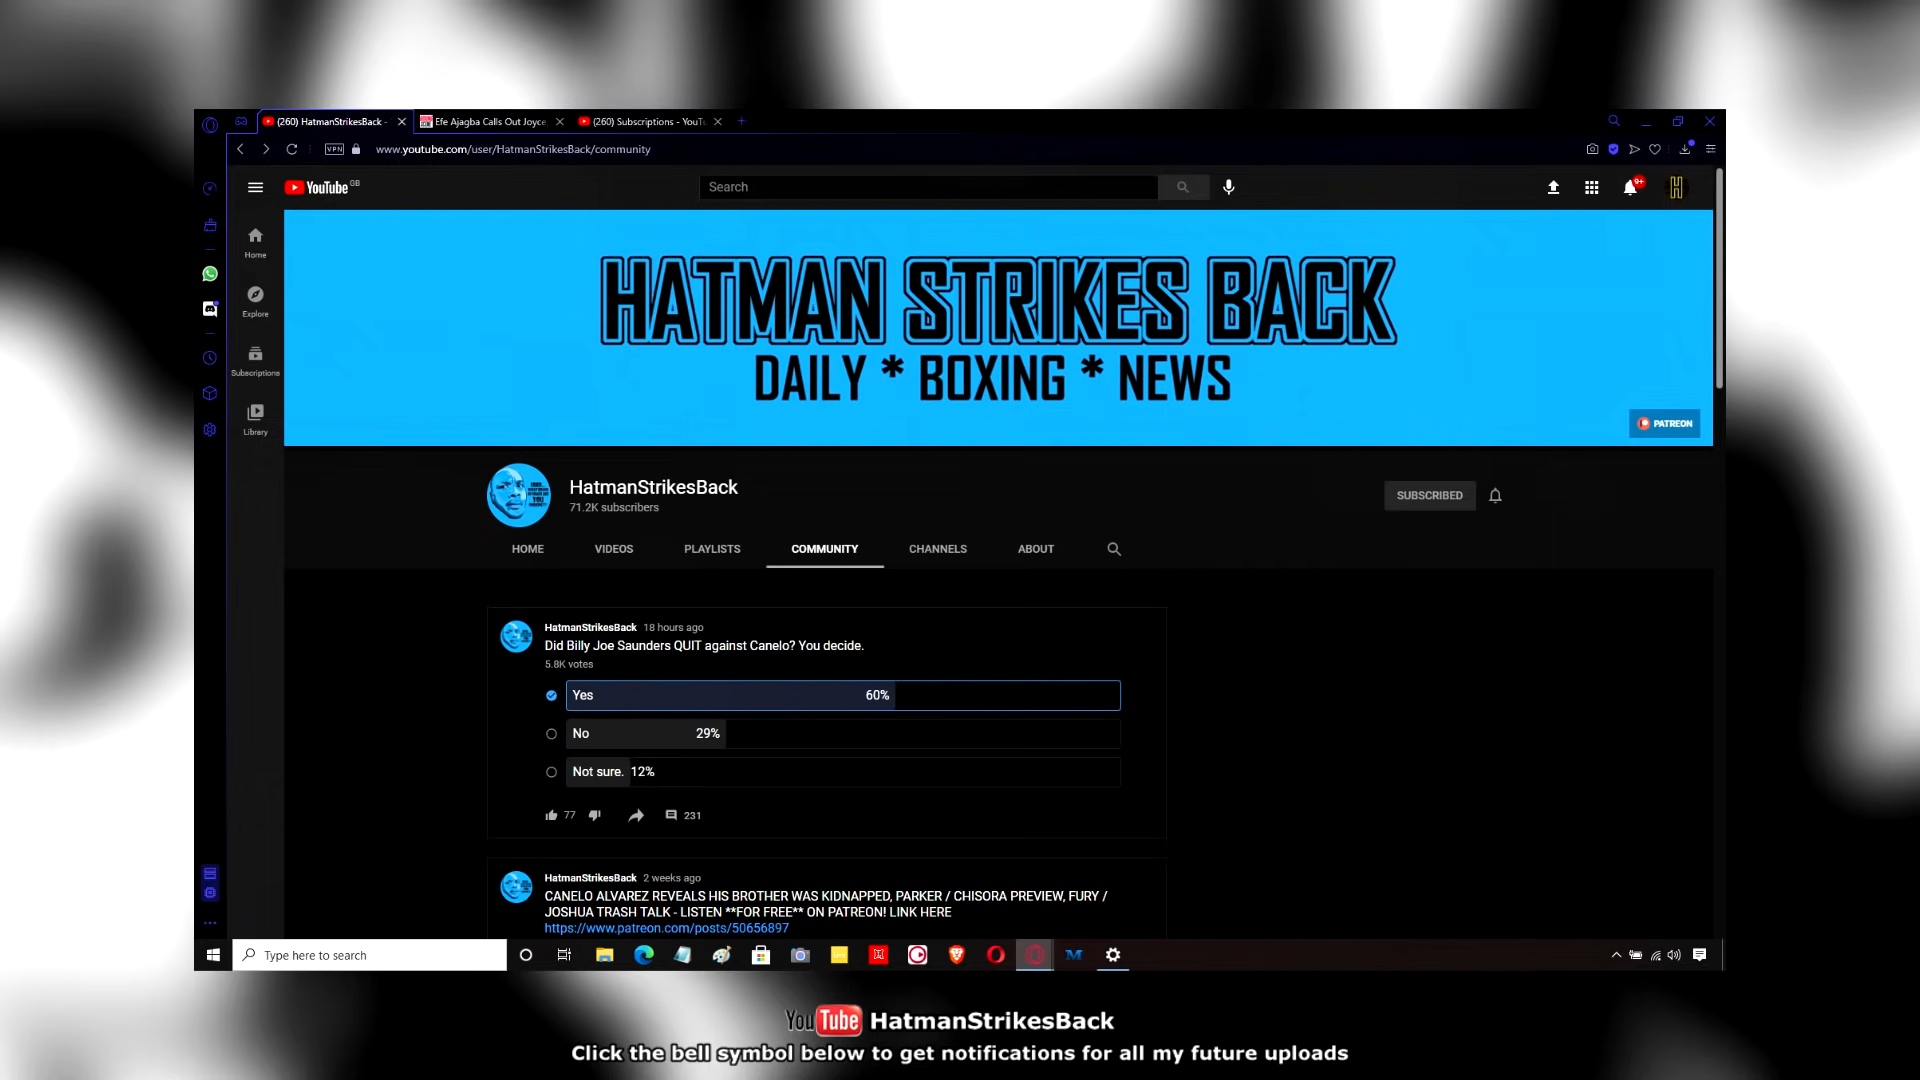 (260) HatmanStrikesBack -
Efe Ajagba Calls Out Joyce,
(260) Subscriptions - YouTu
VPN
www.youtube.com/user/HatmanStrikesBack/community
YouTube GB
Search
9+
Home
Explore
Subscriptions
Library
HATMAN STRIKES BACK
DAILY * BOXING * NEWS
PATREON
HatmanStrikesBack
71.2K subscribers
SUBSCRIBED
HOME VIDEOS PLAYLISTS COMMUNITY CHANNELS ABOUT
HatmanStrikesBack 18 hours ago
Did Billy Joe Saunders QUIT against Canelo? You decide.
5.8K votes
Yes 60%
No 29%
Not sure. 12%
77 231
HatmanStrikesBack 2 weeks ago
CANELO ALVAREZ REVEALS HIS BROTHER WAS KIDNAPPED, PARKER / CHISORA PREVIEW, FURY /
JOSHUA TRASH TALK - LISTEN **FOR FREE** ON PATREON! LINK HERE
https://www.patreon.com/posts/50656897
Type here to search
YouTube HatmanStrikesBack
Click the bell symbol below to get notifications for all my future uploads